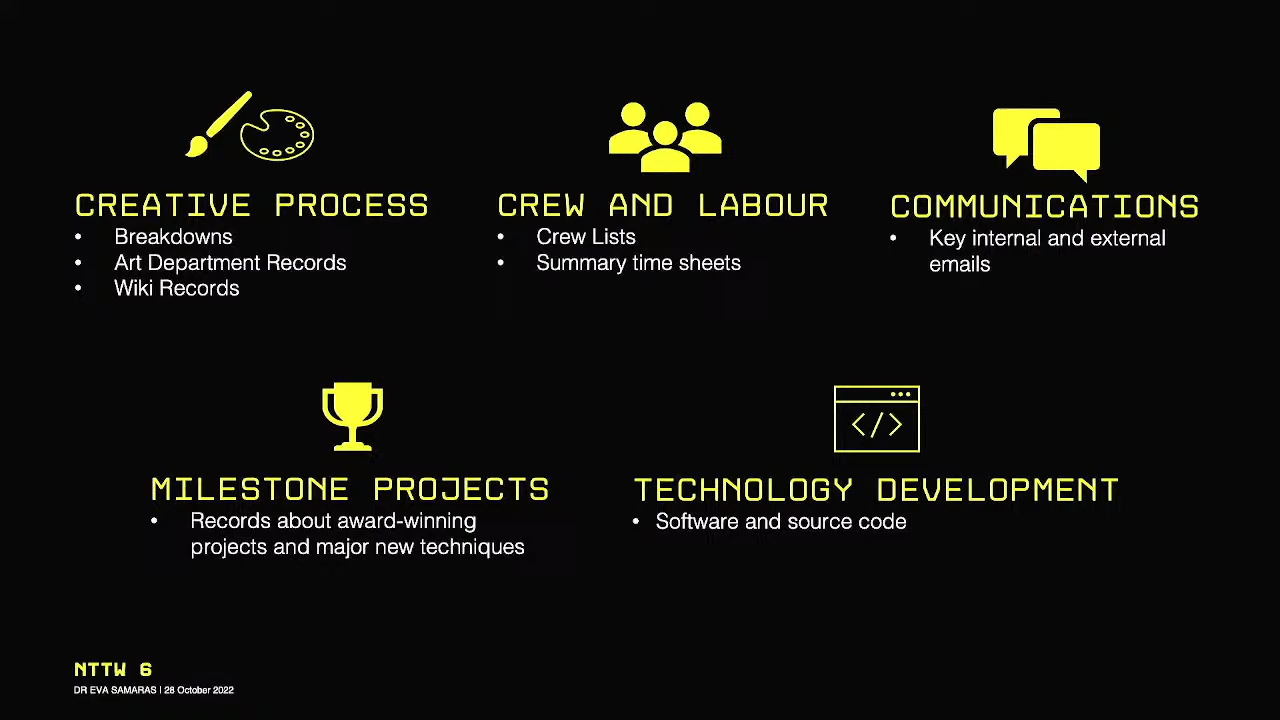 CREATIVE PROCESS
• Breakdowns
• Art Department Records
• Wiki Records
CREW AND LABOUR
• Crew Lists
• Summary time sheets
COMMUNICATIONS
• Key internal and external
emails
MILESTONE PROJECTS
• Records about award-winning
projects and major new techniques
TECHNOLOGY DEVELOPMENT
• Software and source code
</>
NTTW 6
DR EVA SAMARAS | 28 October 2022